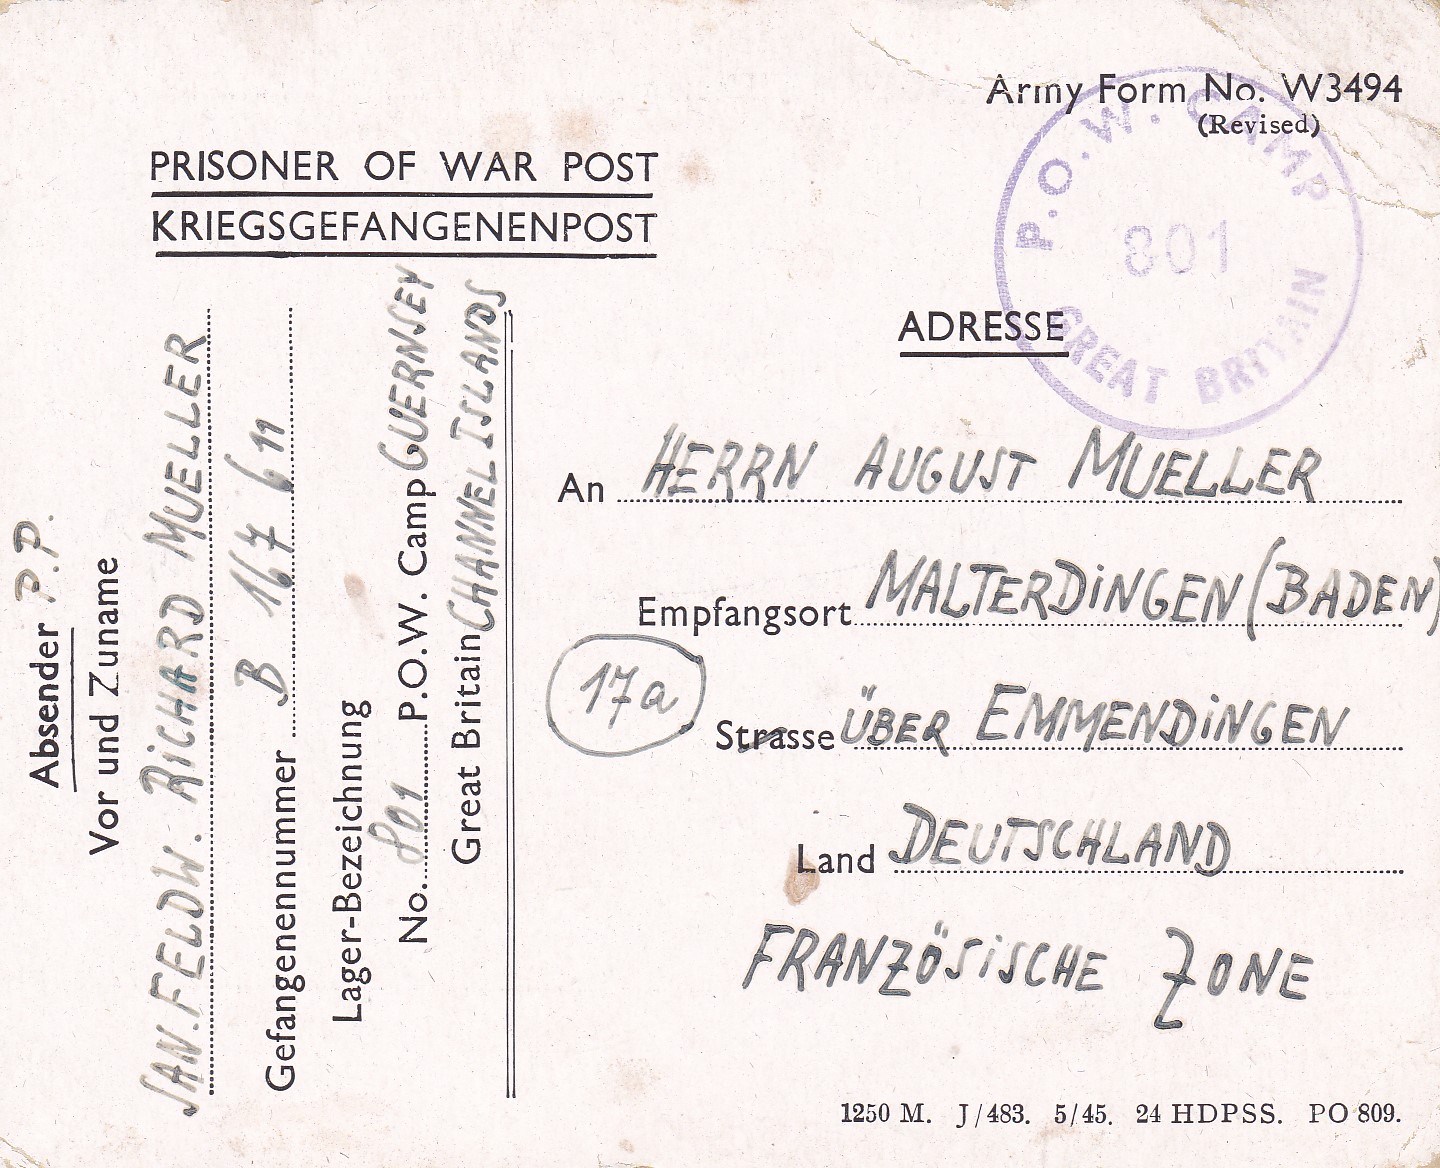 Army Form No. W3494
(Revised)
P.O.W. CAMP
801
GREAT BRITAIN
PRISONER OF WAR POST
KRIEGSGEFANGENENPOST
ADRESSE
An HERRN AUGUST MUELLER
Empfangsort MALTERDINGEN (BADEN)
17a
Strasse ÜBER EMMENDINGEN
Land DEUTSCHLAND
FRANZÖSISCHE ZONE
1250 M. J/483. 5/45. 24 HDPSS. PO 809.
Absender P.P.
Vor und Zuname
SAN.FELDW. RICHARD MUELLER
Gefangenennummer B 167 611
Lager-Bezeichnung
No. 801 P.O.W. Camp GUERNSEY
Great Britain CHANNEL ISLANDS